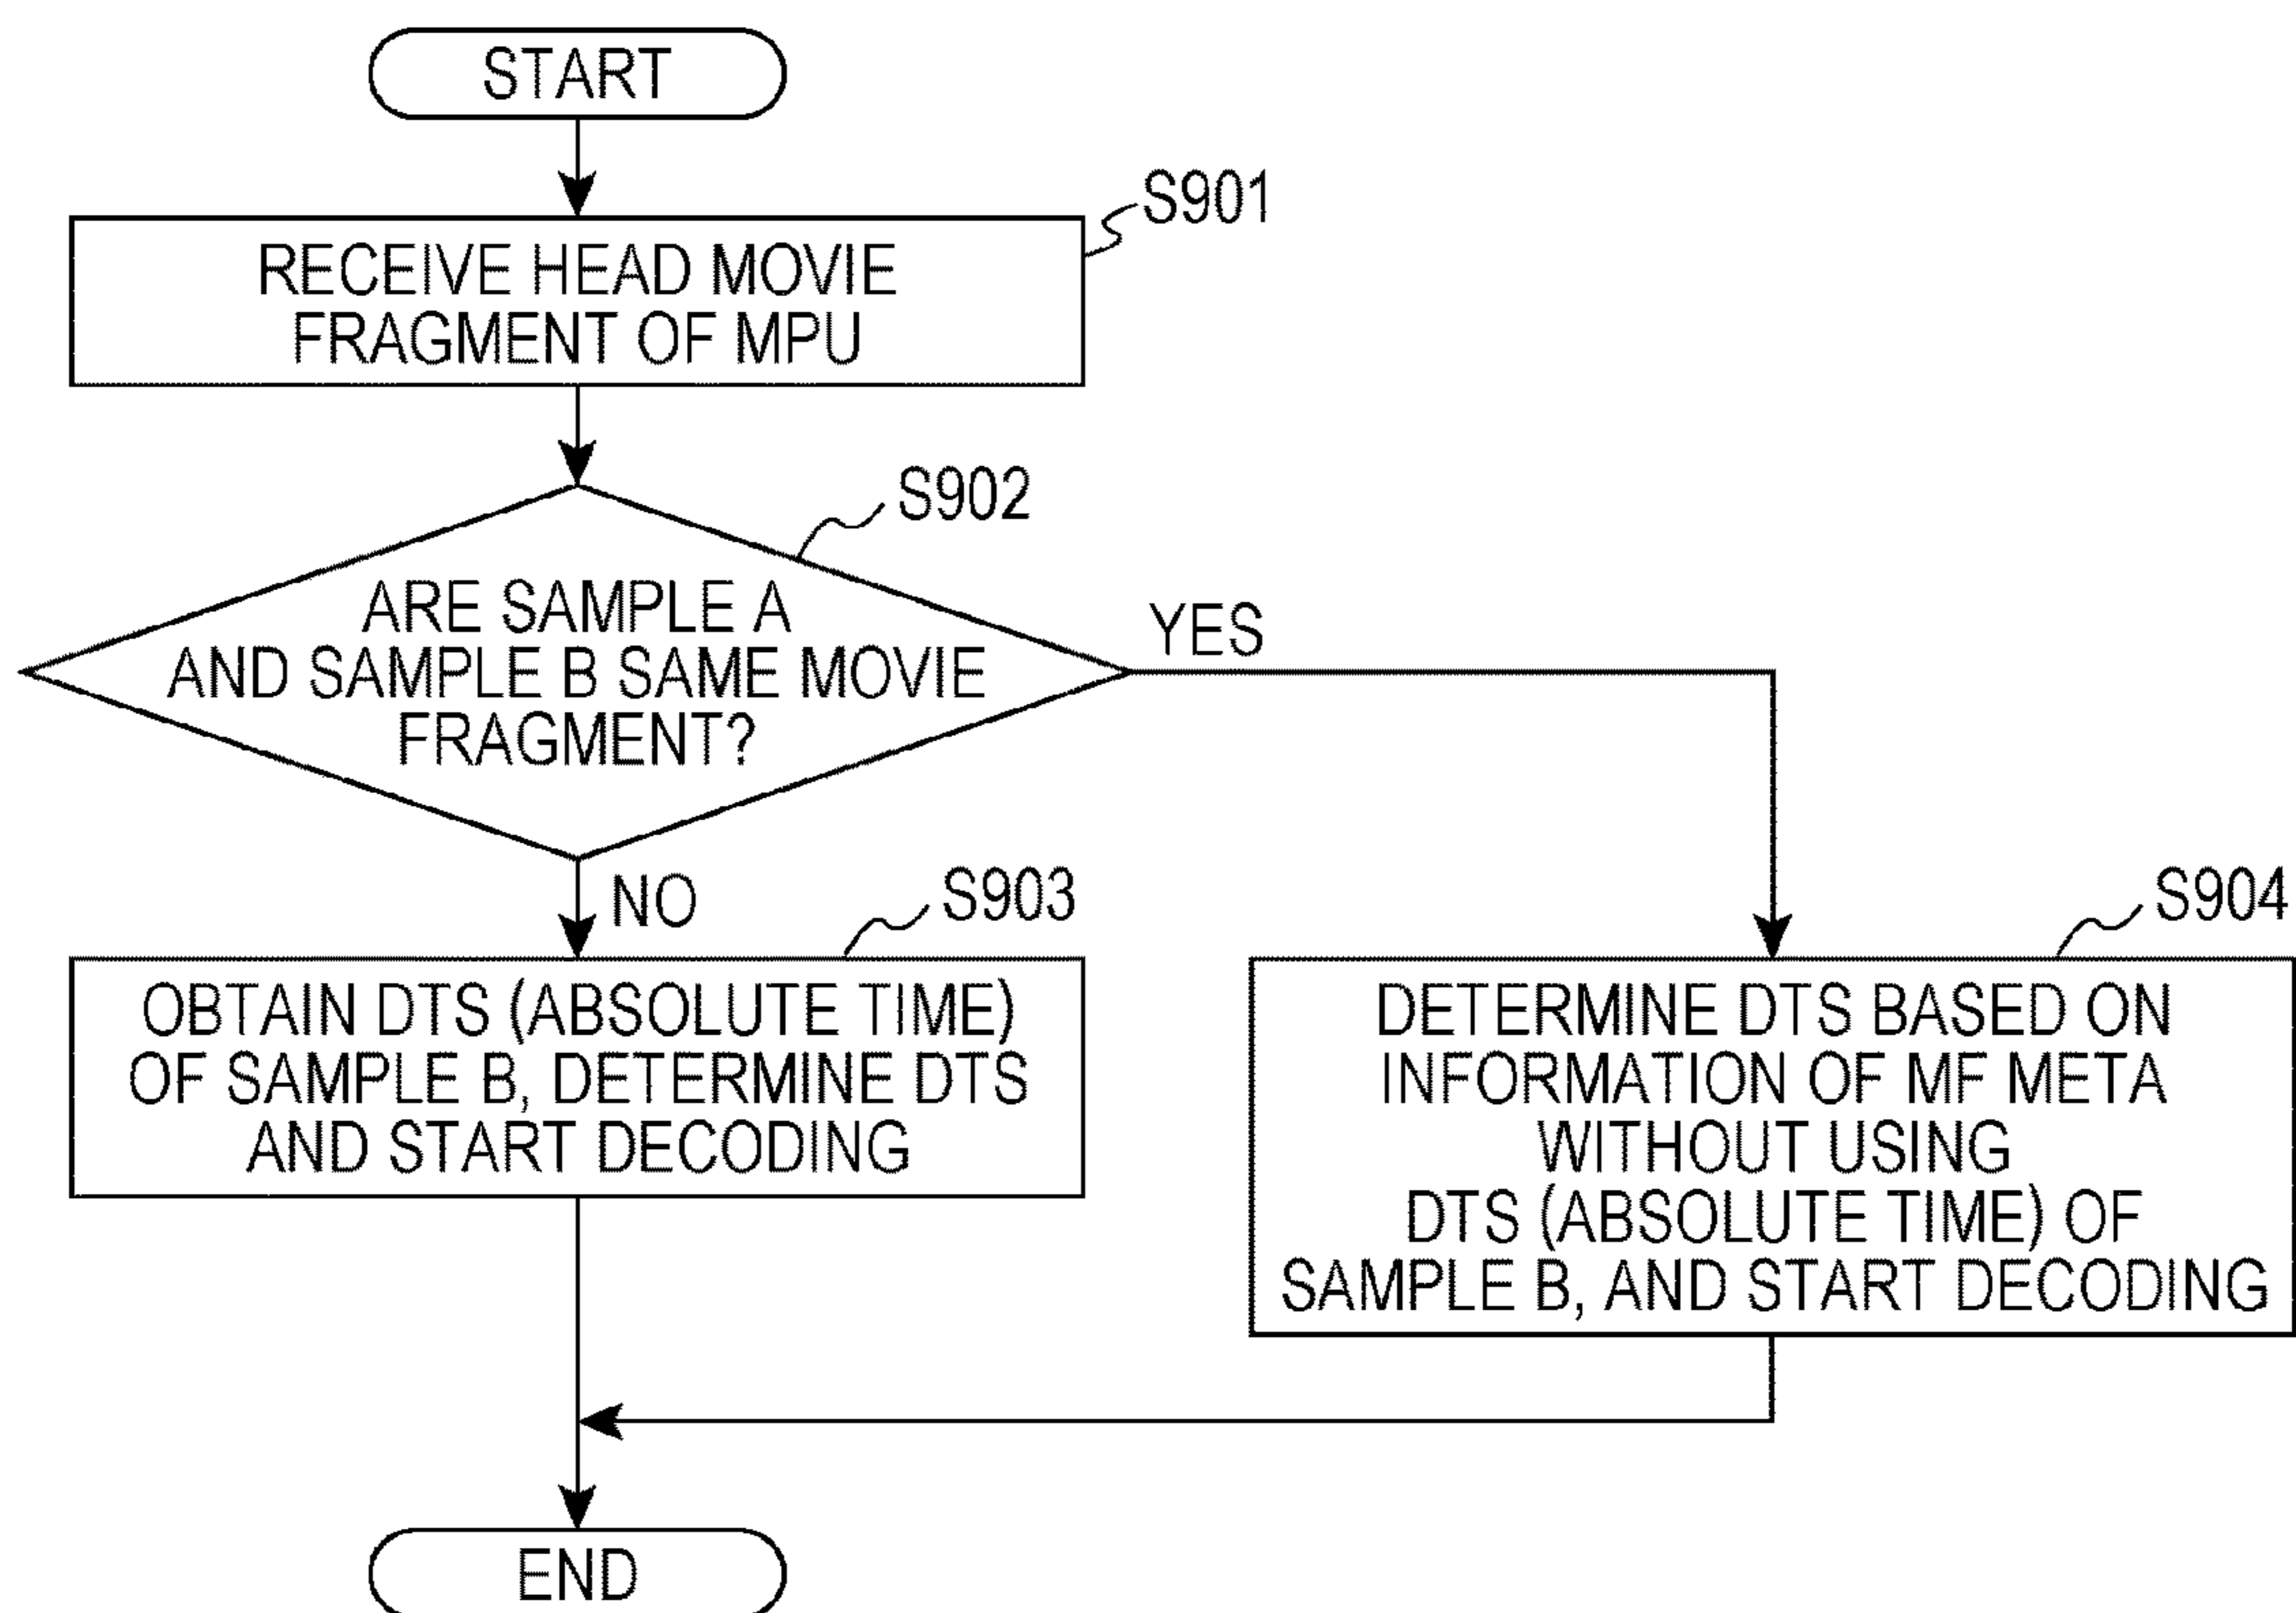 START
S901
RECEIVE HEAD MOVIE
FRAGMENT OF MPU
S902
ARE SAMPLE A
AND SAMPLE B SAME MOVIE
FRAGMENT?
YES
NO
S903
OBTAIN DTS (ABSOLUTE TIME)
OF SAMPLE B, DETERMINE DTS
AND START DECODING
S904
DETERMINE DTS BASED ON
INFORMATION OF MF META
WITHOUT USING
DTS (ABSOLUTE TIME) OF
SAMPLE B, AND START DECODING
END